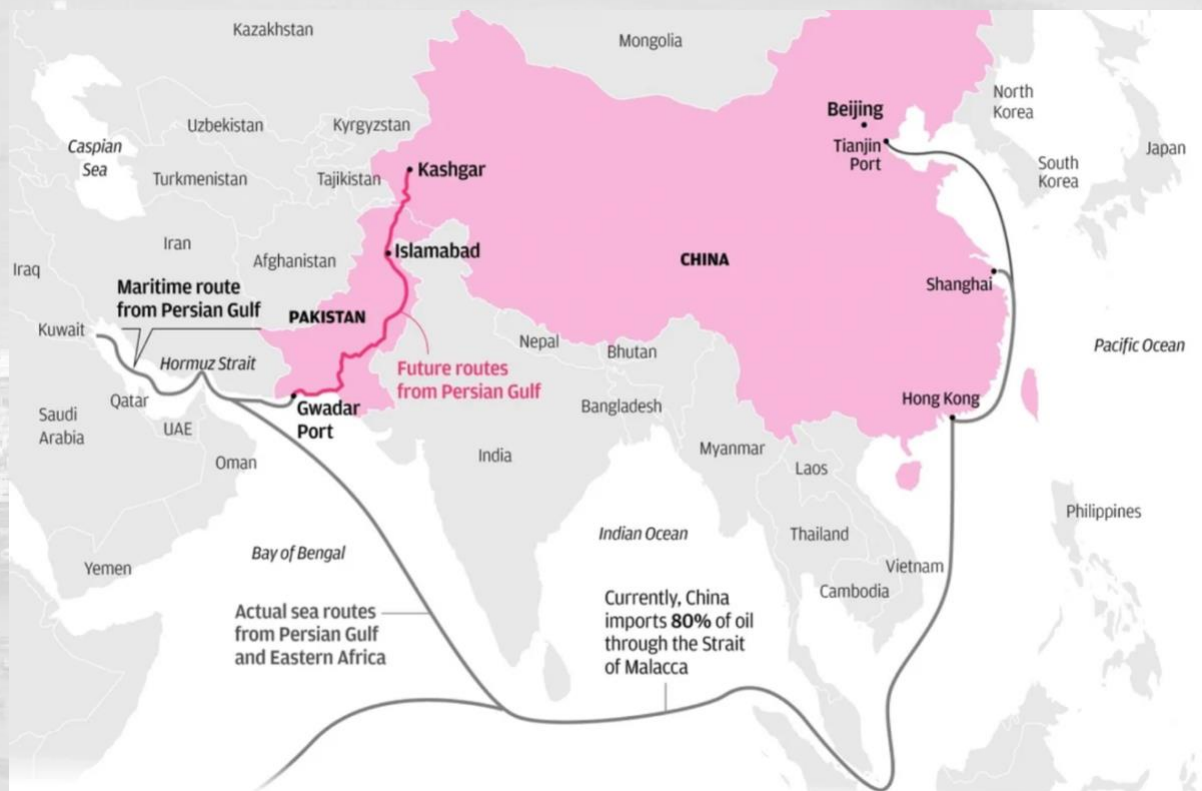 Kazakhstan
Mongolia
Beijing
Tianjin
Port
North
Korea
South
Korea
Japan
Caspian
Sea
Uzbekistan
Kyrgyzstan
Turkmenistan
Tajikistan
Kashgar
Iran
Afghanistan
Islamabad
CHINA
Shanghai
Iraq
Maritime route
from Persian Gulf
PAKISTAN
Kuwait
Hormuz Strait
Future routes
from Persian Gulf
Nepal
Bhutan
Pacific Ocean
Qatar
Gwadar
Port
Bangladesh
Hong Kong
Saudi
Arabia
UAE
Oman
India
Myanmar
Laos
Philippines
Yemen
Bay of Bengal
Indian Ocean
Thailand
Vietnam
Cambodia
Actual sea routes
from Persian Gulf
and Eastern Africa
Currently, China
imports 80% of oil
through the Strait
of Malacca